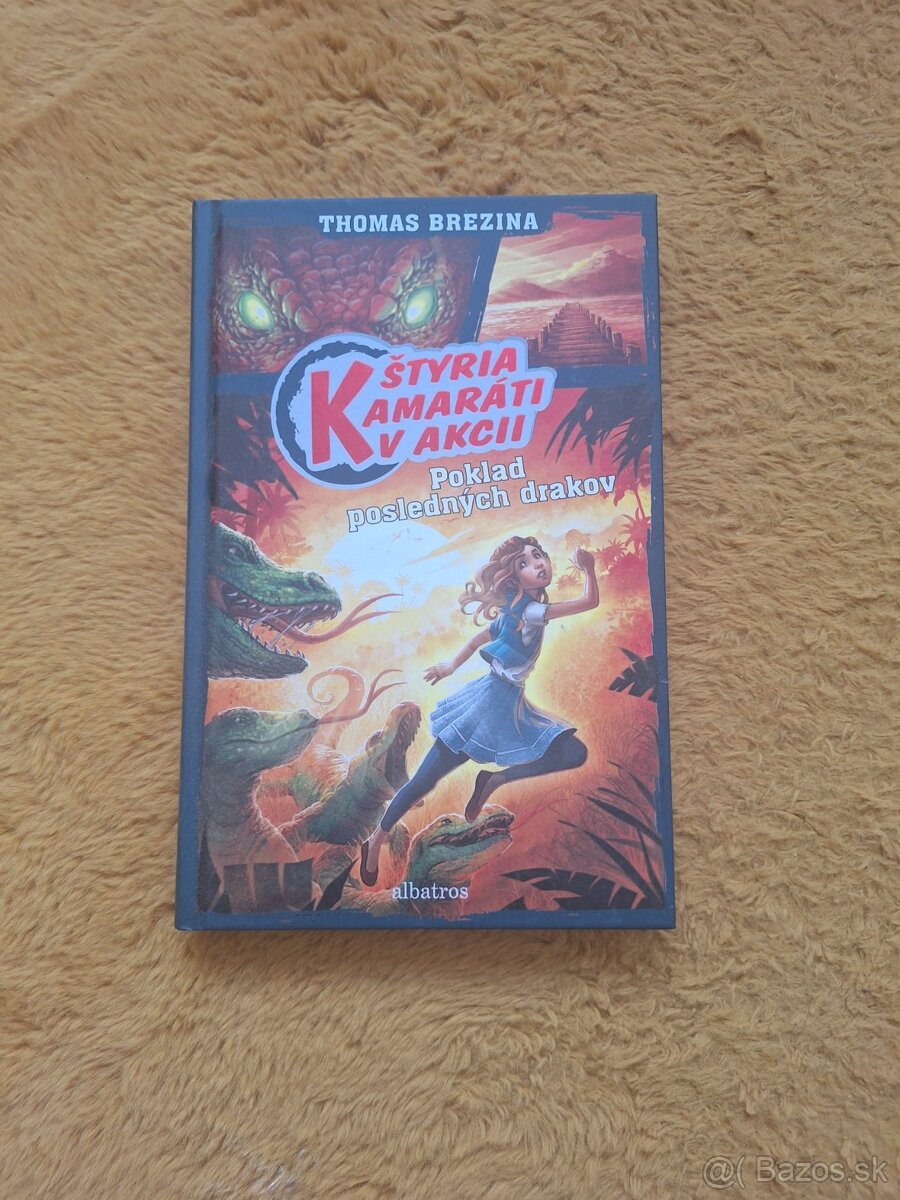 THOMAS BREZINA
ŠTYRIA
KAMARÁTI
V AKCII
Poklad
posledných drakov
albatros
@( Bazos.sk